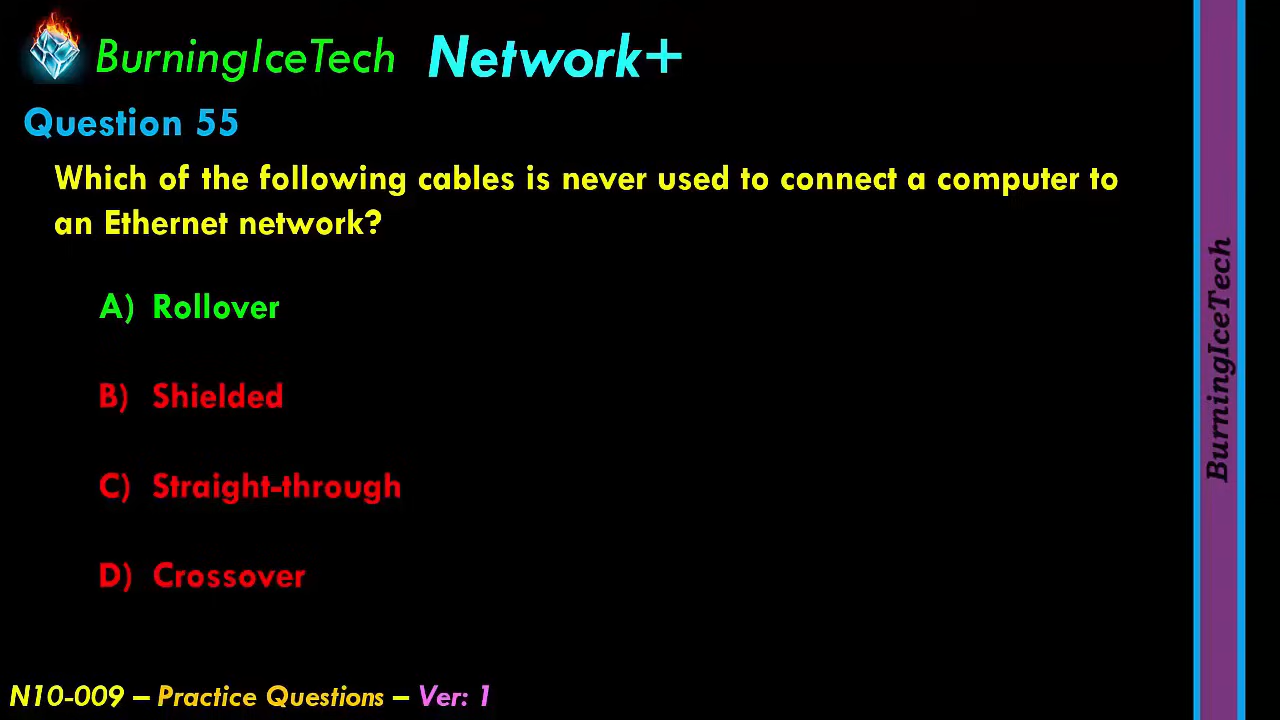 BurningIceTech Network+
Question 55
Which of the following cables is never used to connect a computer to
an Ethernet network?
A) Rollover
B) Shielded
C) Straight-through
D) Crossover
N10-009 – Practice Questions – Ver: 1
BurningIceTech